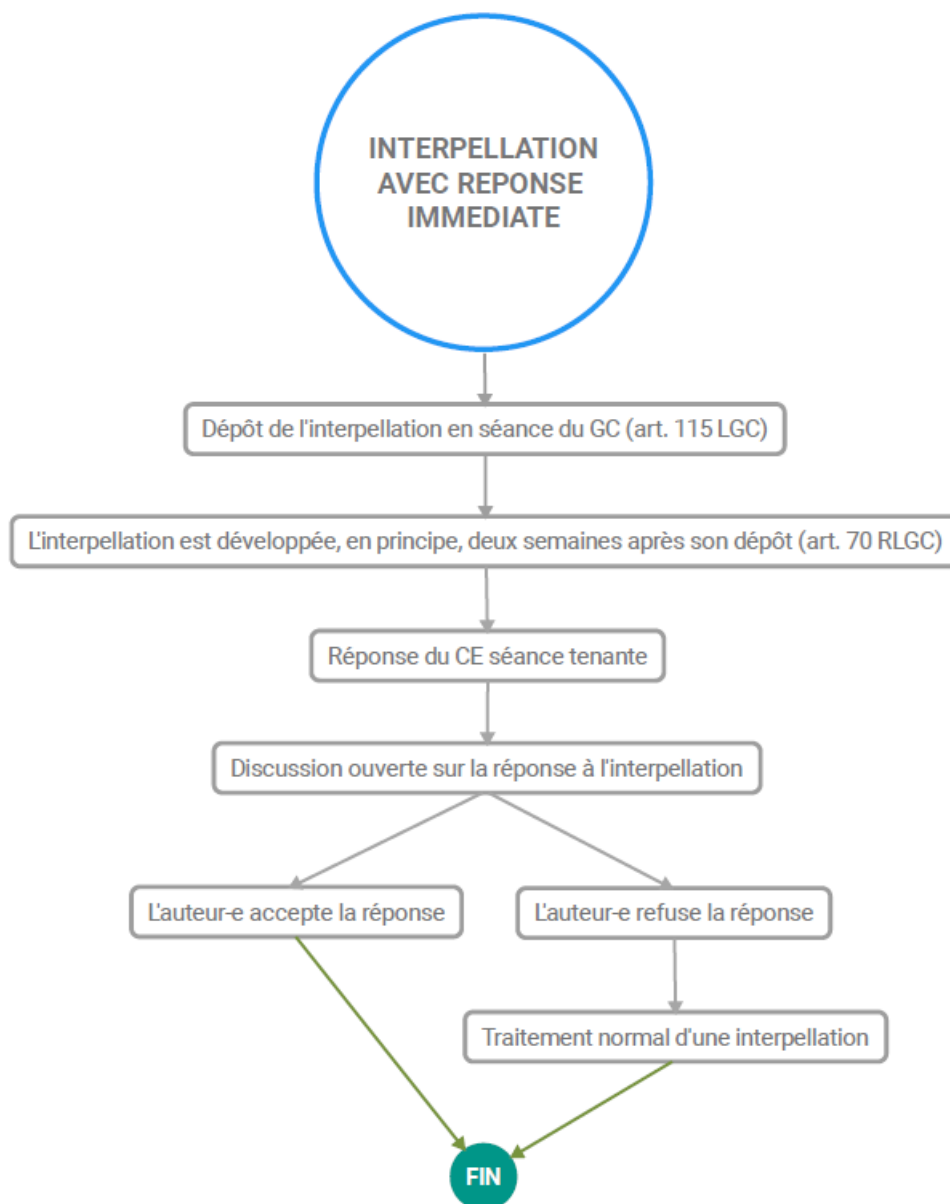 INTERPELLATION
AVEC REPONSE
IMMEDIATE
Dépôt de l'interpellation en séance du GC (art. 115 LGC)
L'interpellation est développée, en principe, deux semaines après son dépôt (art. 70 RLGC)
Réponse du CE séance tenante
Discussion ouverte sur la réponse à l'interpellation
L'auteur-e accepte la réponse
L'auteur-e refuse la réponse
Traitement normal d'une interpellation
FIN